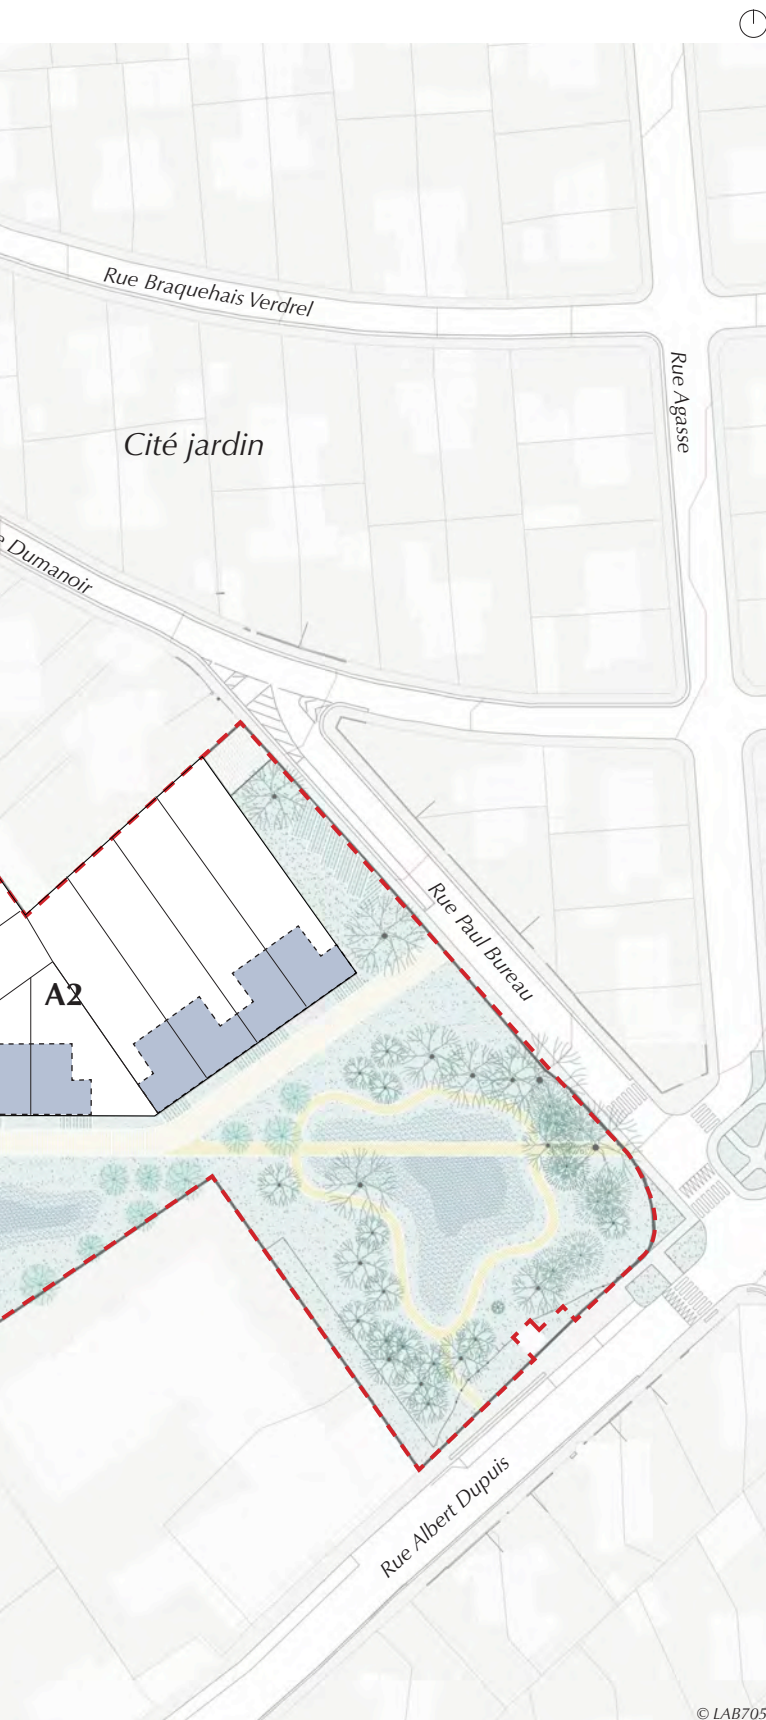 Rue Braquehais Verdrel
Rue Agasse
Cité jardin
Dumanoir
Rue Paul Bureau
A2
Rue Albert Dupuis
© LAB705